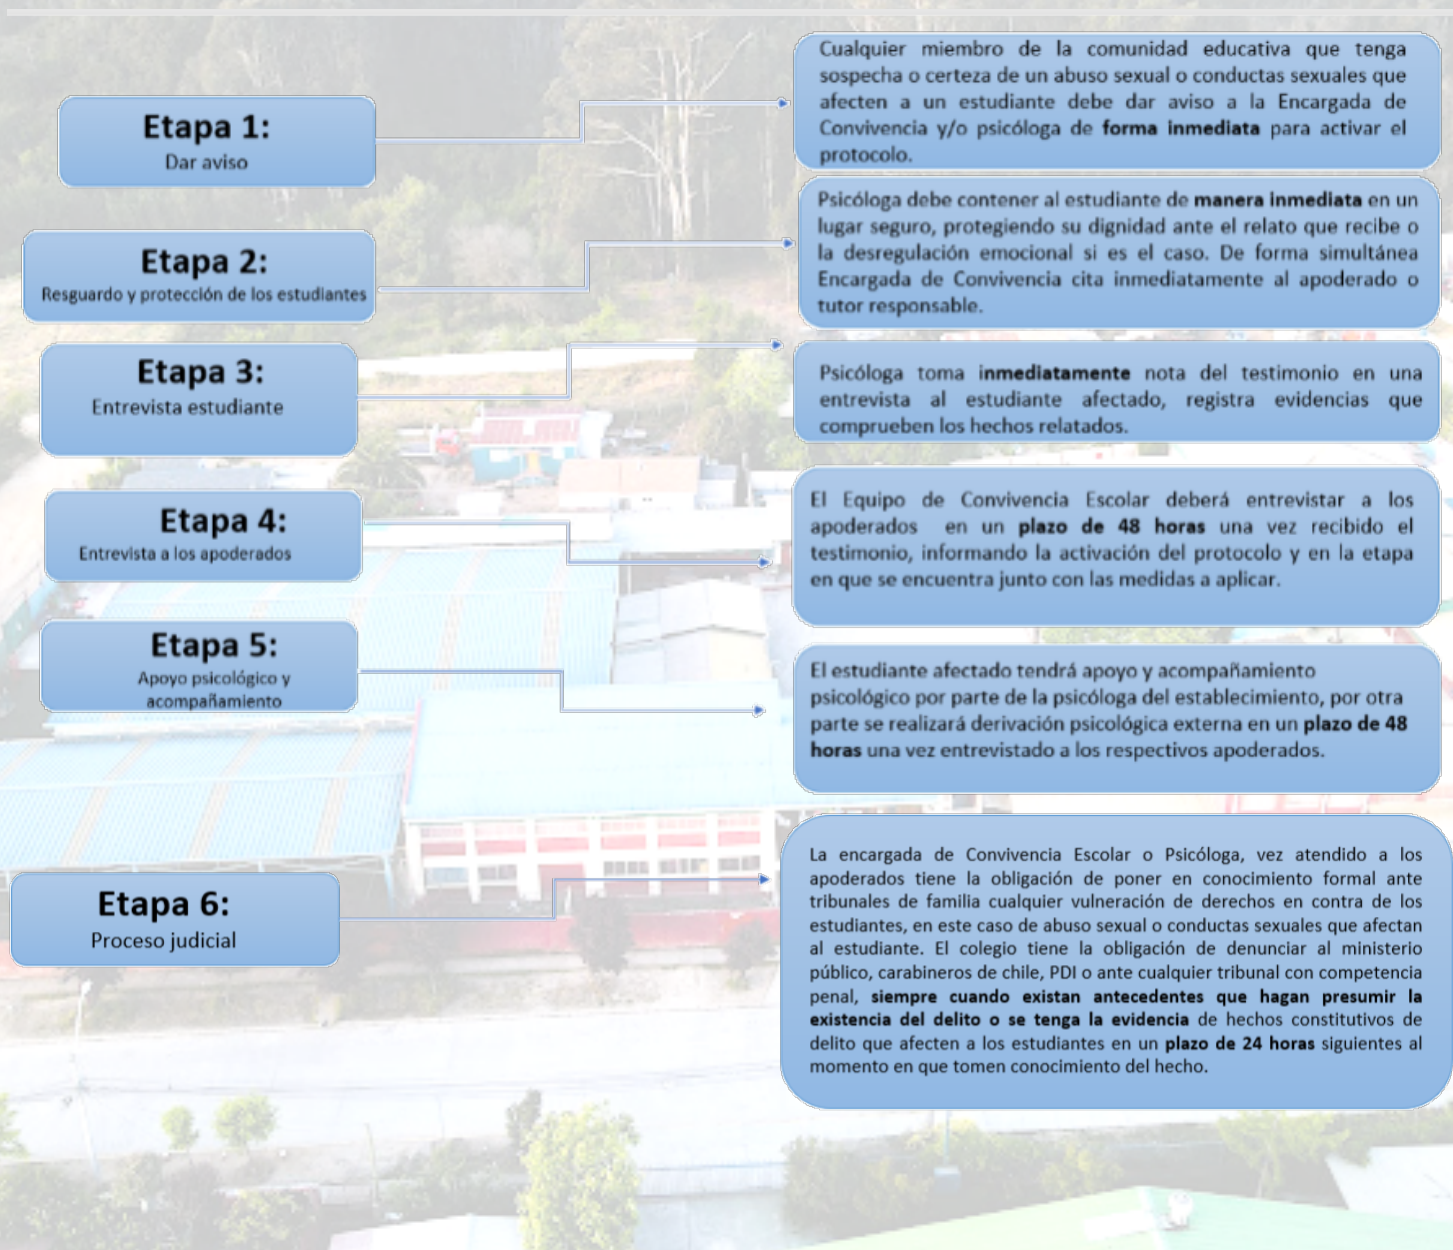 Etapa 1:
Dar aviso
Cualquier miembro de la comunidad educativa que tenga
sospecha o certeza de un abuso sexual o conductas sexuales que
afecten a un estudiante debe dar aviso a la Encargada de
Convivencia y/o psicóloga de forma inmediata para activar el
protocolo.
Etapa 2:
Resguardo y protección de los estudiantes
Psicóloga debe contener al estudiante de manera inmediata en un
lugar seguro, protegiendo su dignidad ante el relato que recibe o
la desregulación emocional si es el caso. De forma simultánea
Encargada de Convivencia cita inmediatamente al apoderado o
tutor responsable.
Etapa 3:
Entrevista estudiante
Psicóloga toma inmediatamente nota del testimonio en una
entrevista al estudiante afectado, registra evidencias que
comprueben los hechos relatados.
Etapa 4:
Entrevista a los apoderados
El Equipo de Convivencia Escolar deberá entrevistar a los
apoderados en un plazo de 48 horas una vez recibido el
testimonio, informando la activación del protocolo y en la etapa
en que se encuentra junto con las medidas a aplicar.
Etapa 5:
Apoyo psicológico y
acompañamiento
El estudiante afectado tendrá apoyo y acompañamiento
psicológico por parte de la psicóloga del establecimiento, por otra
parte se realizará derivación psicológica externa en un plazo de 48
horas una vez entrevistado a los respectivos apoderados.
Etapa 6:
Proceso judicial
La encargada de Convivencia Escolar o Psicóloga, vez atendido a los
apoderados tiene la obligación de poner en conocimiento formal ante
tribunales de familia cualquier vulneración de derechos en contra de los
estudiantes, en este caso de abuso sexual o conductas sexuales que afectan
al estudiante. El colegio tiene la obligación de denunciar al ministerio
público, carabineros de chile, PDI o ante cualquier tribunal con competencia
penal, siempre cuando existan antecedentes que hagan presumir la
existencia del delito o se tenga la evidencia de hechos constitutivos de
delito que afecten a los estudiantes en un plazo de 24 horas siguientes al
momento en que tomen conocimiento del hecho.